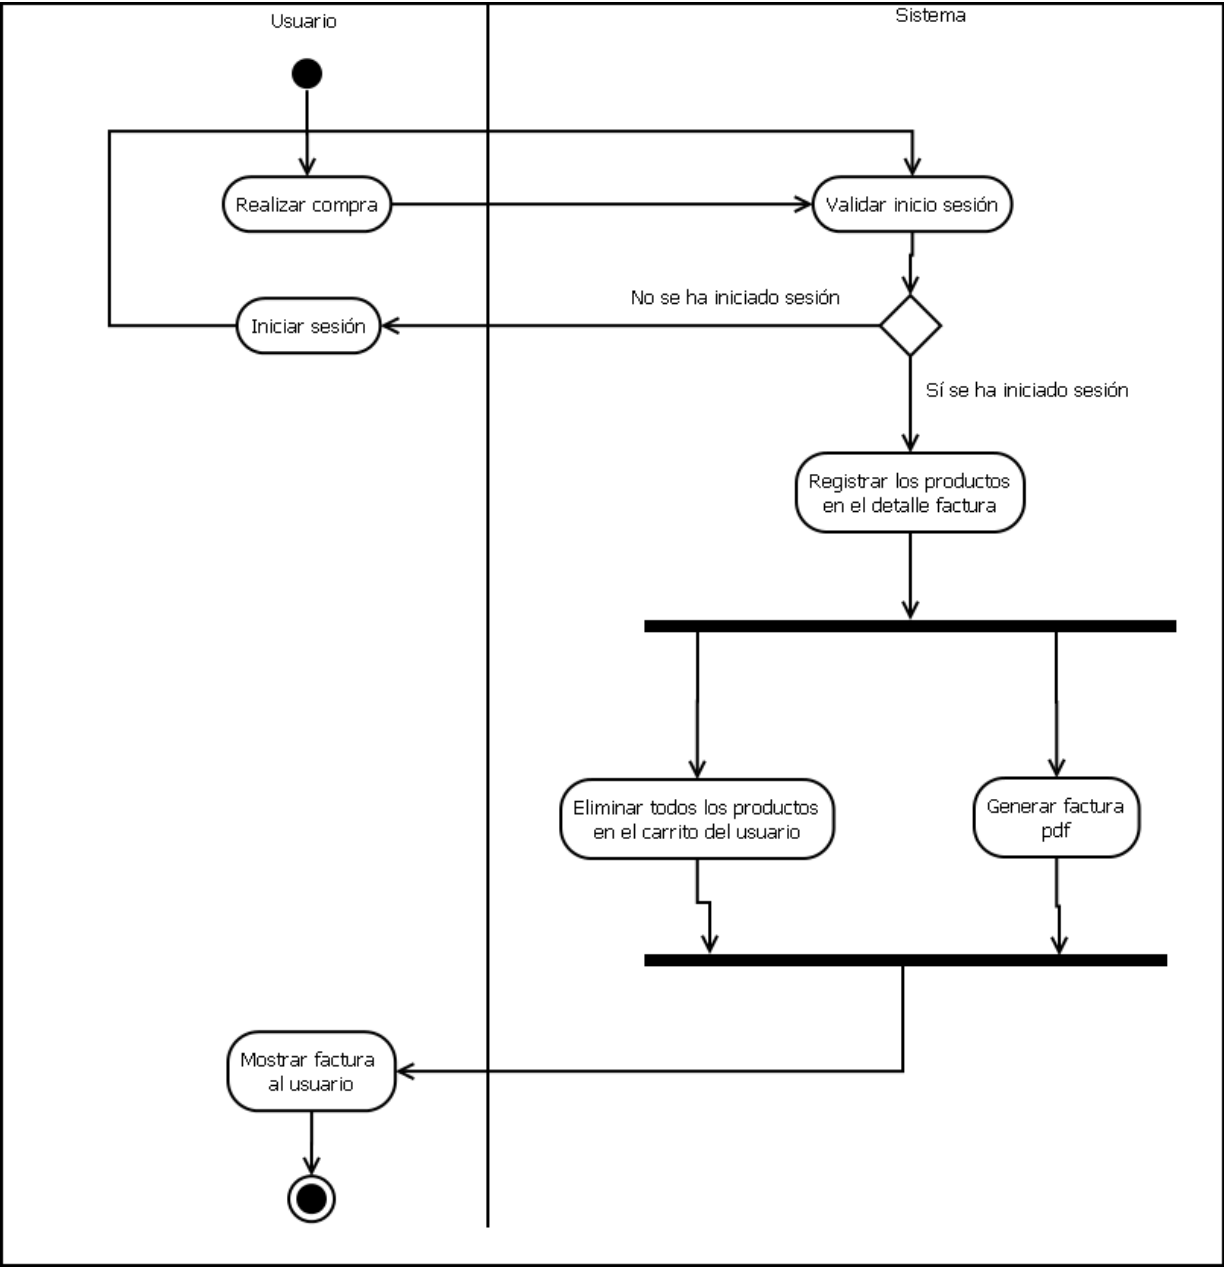 Usuario
Sistema
Realizar compra
Validar inicio sesión
No se ha iniciado sesión
Iniciar sesión
Sí se ha iniciado sesión
Registrar los productos
en el detalle factura
Eliminar todos los productos
en el carrito del usuario
Generar factura
pdf
Mostrar factura
al usuario